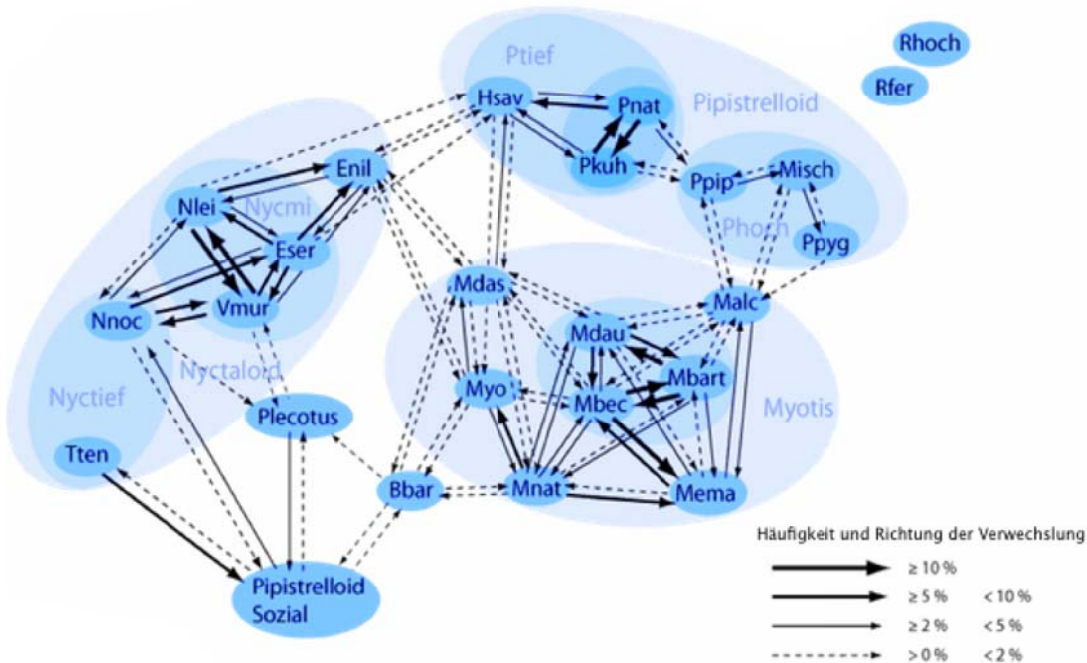 Rhoch
Ptief
Rfer
Hsav
Pnat
Pipistrelloid
Enil
Pkuh
Ppip
Misch
Nlei
Nycmi
Phoch
Eser
Ppyg
Mdas
Malc
Vmur
Nnoc
Mdau
Nyctaloid
Mbart
Nyctief
Myo
Mbec
Myotis
Plecotus
Tten
Bbar
Mnat
Mema
Häufigkeit und Richtung der Verwechslung
≥10 %
Pipistrelloid
Sozial
≥5 % <10 %
≥2 % <5 %
>0 % <2 %